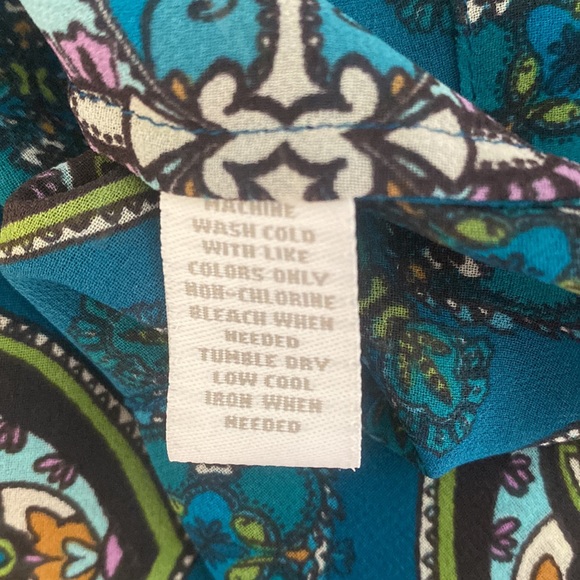 MACHINE
WASH COLD
WITH LIKE
COLORS ONLY
NON-CHLORINE
BLEACH WHEN
NEEDED
TUMBLE DRY
LOW COOL
IRON WHEN
NEEDED